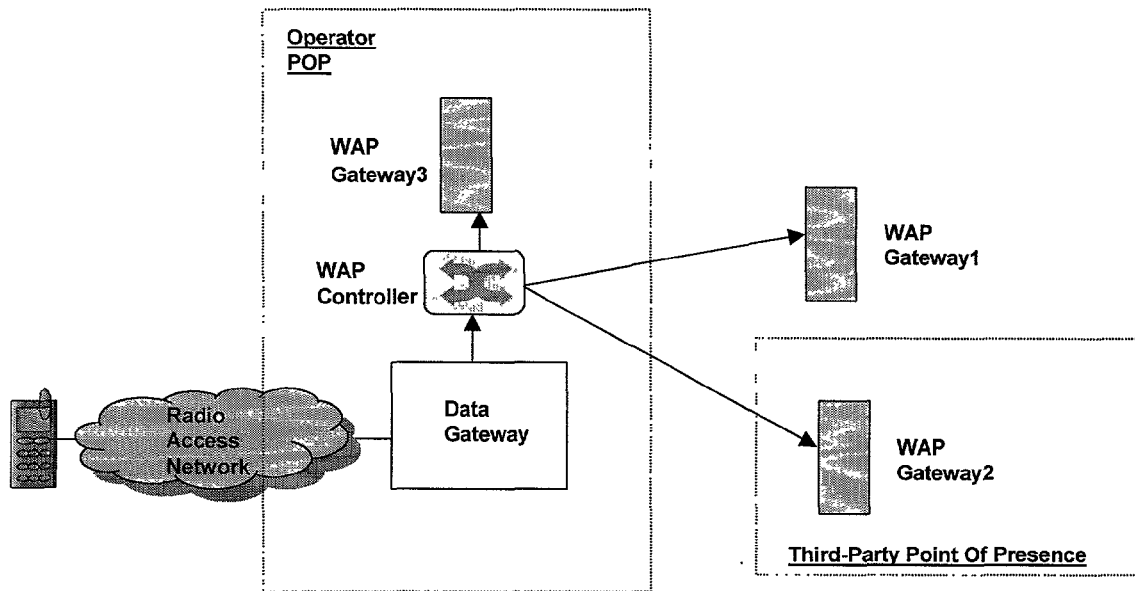 Operator
POP
WAP
Gateway3
WAP
Controller
WAP
Gateway1
Radio
Access
Network
Data
Gateway
WAP
Gateway2
Third-Party Point Of Presence